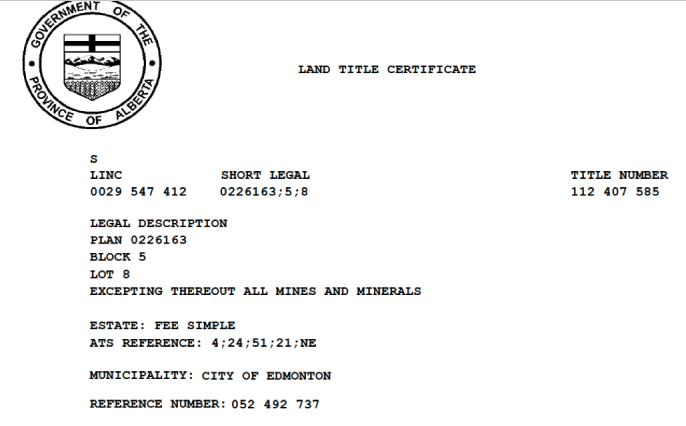 GOVERNMENT OF THE
PROVINCE OF ALBERTA
LAND TITLE CERTIFICATE
S
LINC SHORT LEGAL TITLE NUMBER
0029 547 412 0226163;5;8 112 407 585
LEGAL DESCRIPTION
PLAN 0226163
BLOCK 5
LOT 8
EXCEPTING THEREOUT ALL MINES AND MINERALS
ESTATE: FEE SIMPLE
ATS REFERENCE: 4;24;51;21;NE
MUNICIPALITY: CITY OF EDMONTON
REFERENCE NUMBER: 052 492 737